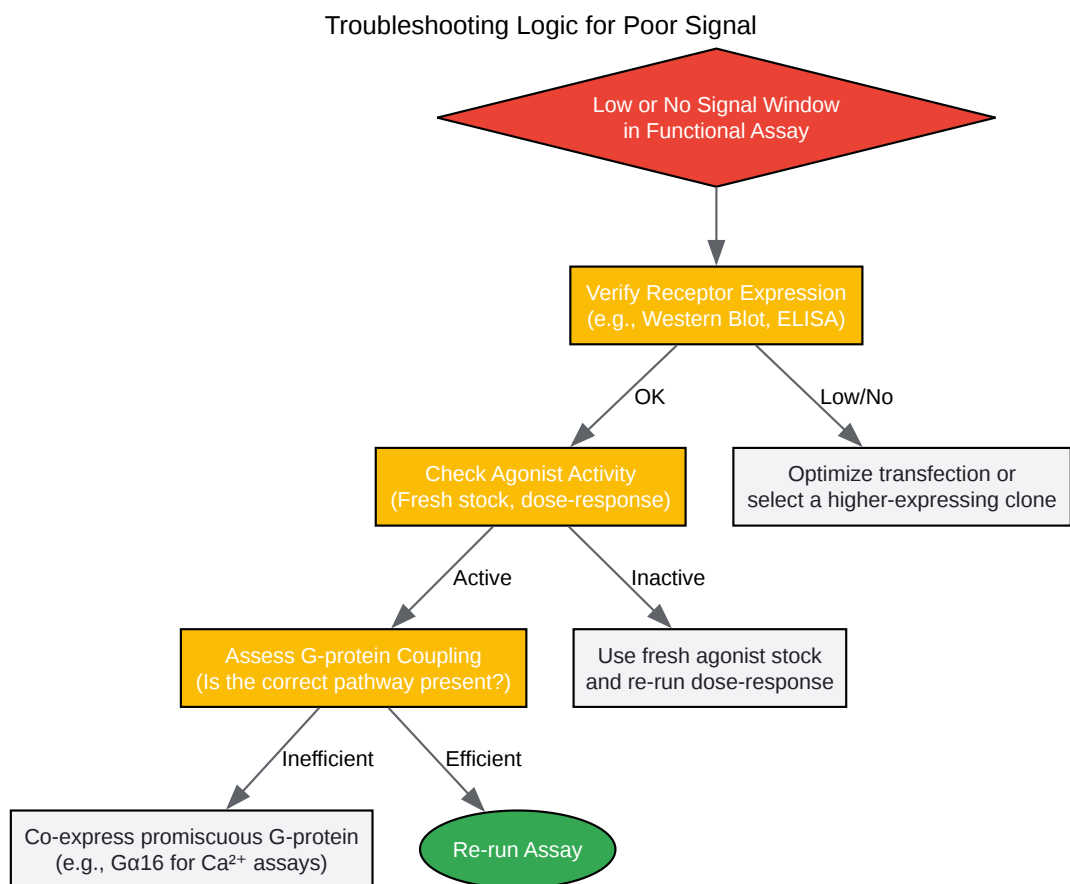 Troubleshooting Logic for Poor Signal
Low or No Signal Window
in Functional Assay
Verify Receptor Expression
(e.g., Western Blot, ELISA)
OK
Low/No
Check Agonist Activity
(Fresh stock, dose-response)
Optimize transfection or
select a higher-expressing clone
Active
Inactive
Assess G-protein Coupling
(Is the correct pathway present?)
Use fresh agonist stock
and re-run dose-response
Inefficient
Efficient
Co-express promiscuous G-protein
(e.g., Gα16 for Ca²⁺ assays)
Re-run Assay